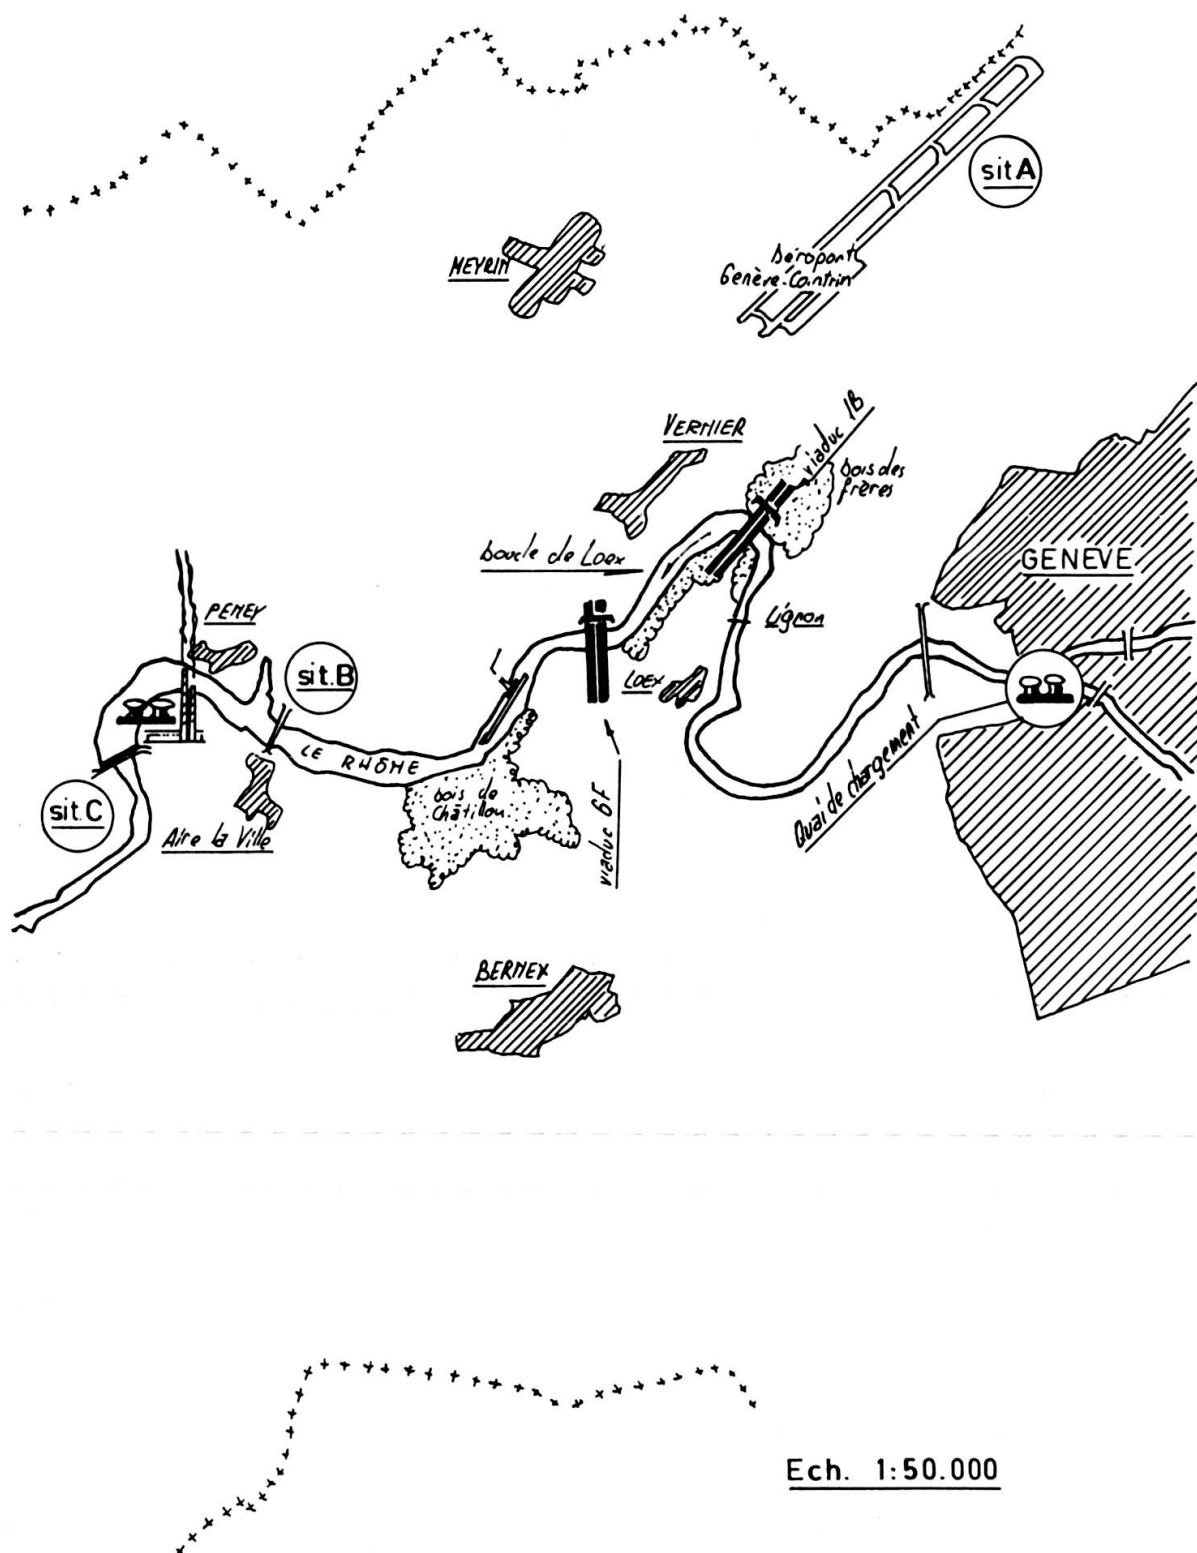 sit A
Aéroport
Genève-Cointrin
MEYRIN
viaduc 1B
VERNIER
bois des
frères
boucle de Loex
GENEVE
PENEY
Lignon
sit.B
LOEX
LE RHÔNE
Quai de chargement
bois de
Châtillon
sit.C
Aire la Ville
viaduc 6F
BERNEX
Ech. 1:50.000